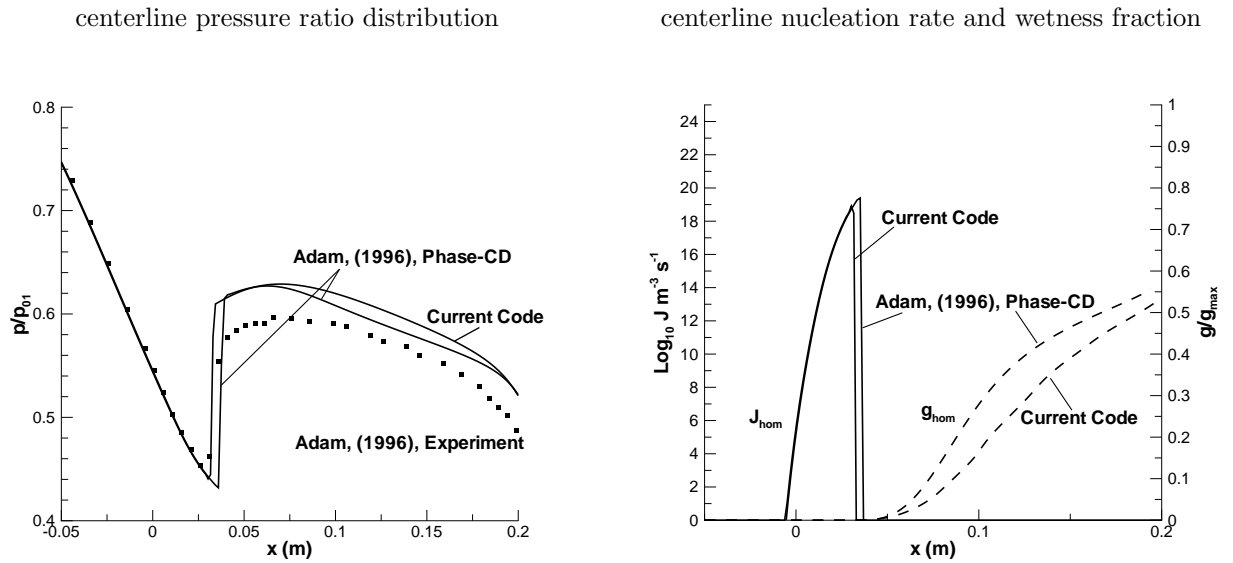 centerline pressure ratio distribution
centerline nucleation rate and wetness fraction
0.8
0.7
0.6
0.5
0.4
p/p01
-0.05
0
0.05
0.1
0.15
0.2
x (m)
Adam, (1996), Phase-CD
Current Code
Adam, (1996), Experiment
24
22
20
18
16
14
12
10
8
6
4
2
0
Log10 J m-3 s-1
1
0.9
0.8
0.7
0.6
0.5
0.4
0.3
0.2
0.1
0
g/gmax
0
0.1
0.2
x (m)
Current Code
Adam, (1996), Phase-CD
Jhom
ghom
Current Code